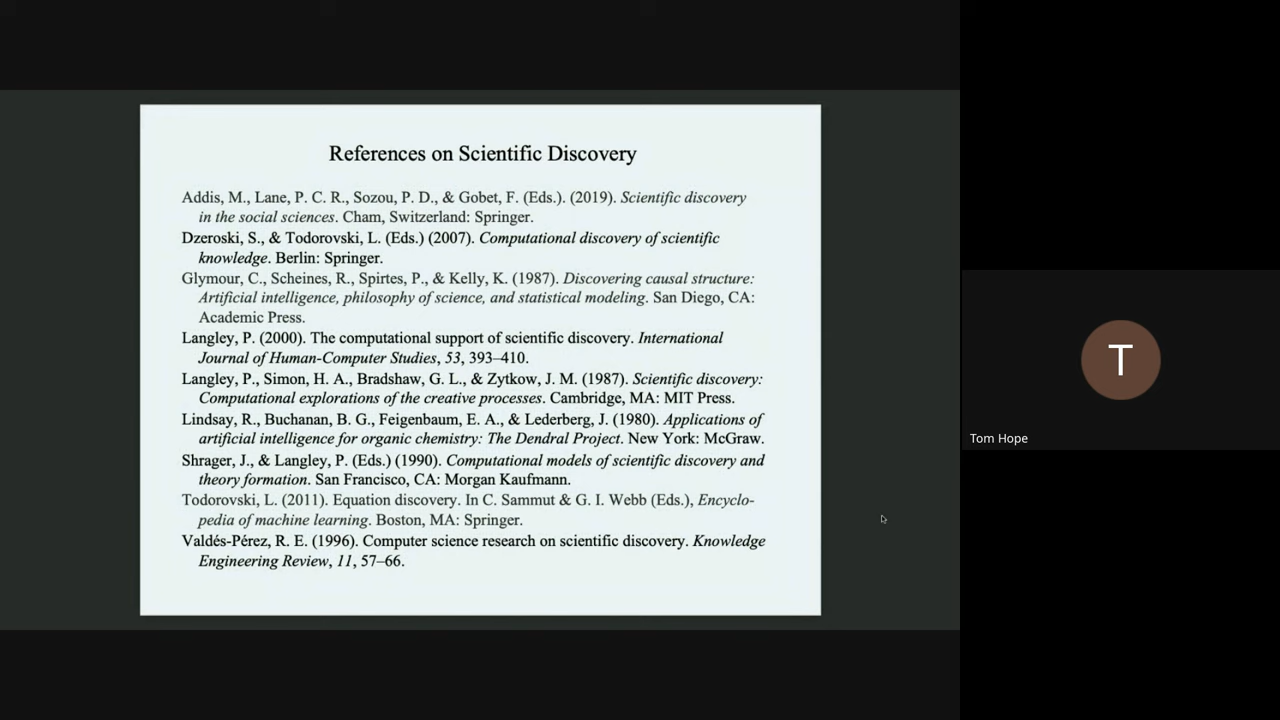 References on Scientific Discovery
Addis, M., Lane, P. C. R., Sozou, P. D., & Gobet, F. (Eds.). (2019). Scientific discovery
in the social sciences. Cham, Switzerland: Springer.
Dzeroski, S., & Todorovski, L. (Eds.) (2007). Computational discovery of scientific
knowledge. Berlin: Springer.
Glymour, C., Scheines, R., Spirtes, P., & Kelly, K. (1987). Discovering causal structure:
Artificial intelligence, philosophy of science, and statistical modeling. San Diego, CA:
Academic Press.
Langley, P. (2000). The computational support of scientific discovery. International
Journal of Human-Computer Studies, 53, 393–410.
Langley, P., Simon, H. A., Bradshaw, G. L., & Zytkow, J. M. (1987). Scientific discovery:
Computational explorations of the creative processes. Cambridge, MA: MIT Press.
Lindsay, R., Buchanan, B. G., Feigenbaum, E. A., & Lederberg, J. (1980). Applications of
artificial intelligence for organic chemistry: The Dendral Project. New York: McGraw.
Shrager, J., & Langley, P. (Eds.) (1990). Computational models of scientific discovery and
theory formation. San Francisco, CA: Morgan Kaufmann.
Todorovski, L. (2011). Equation discovery. In C. Sammut & G. I. Webb (Eds.), Encyclo-
pedia of machine learning. Boston, MA: Springer.
Valdés-Pérez, R. E. (1996). Computer science research on scientific discovery. Knowledge
Engineering Review, 11, 57–66.
T
Tom Hope